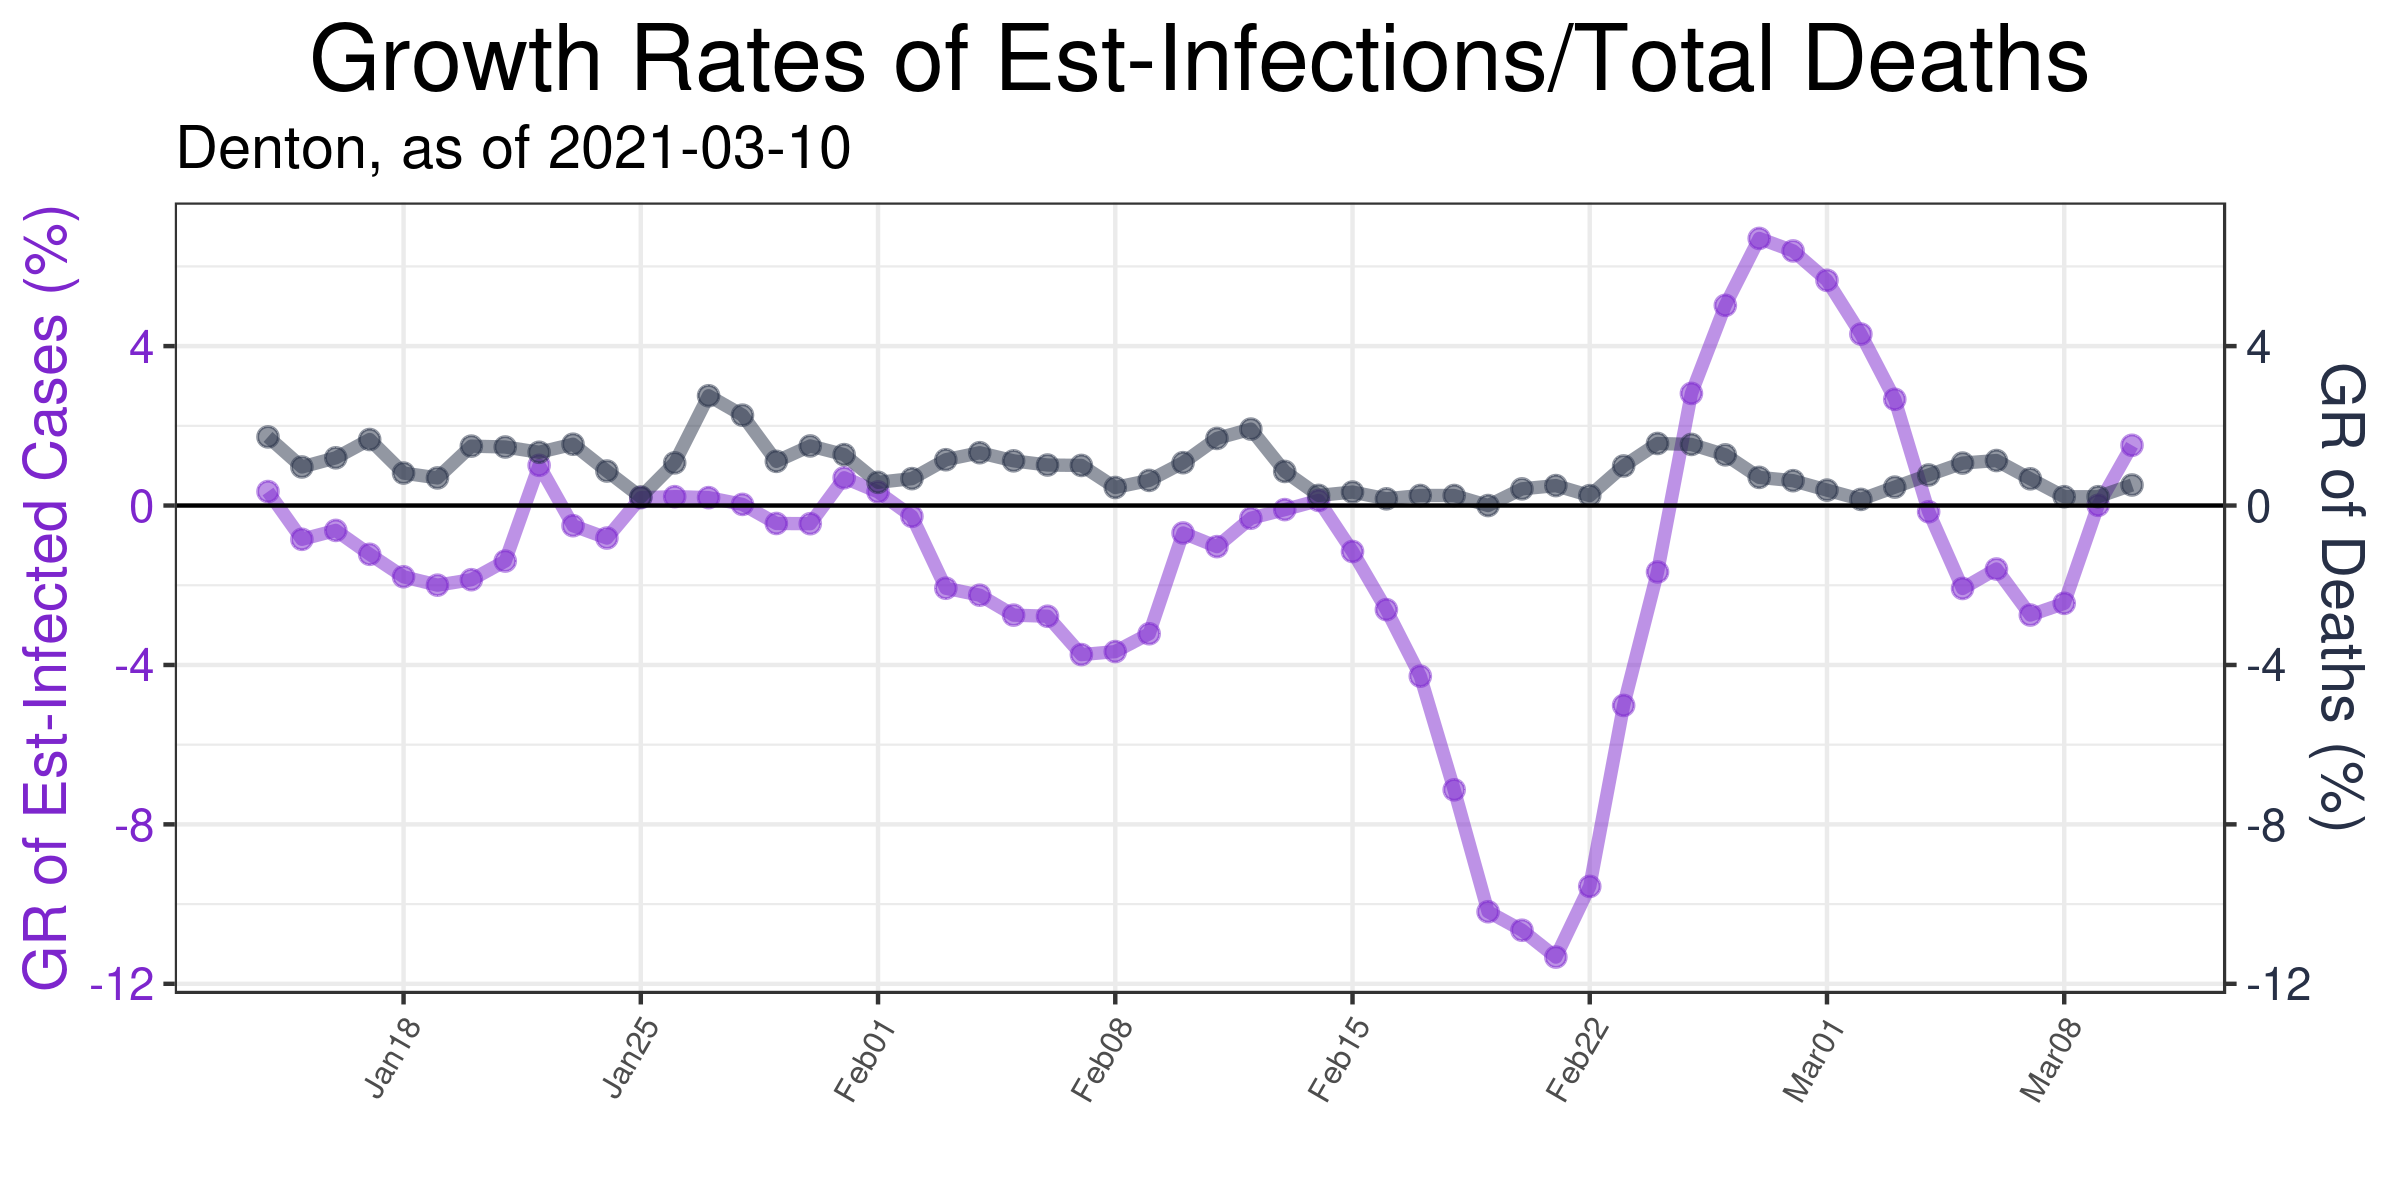 Growth Rates of Est-Infections/Total Deaths
Denton, as of 2021-03-10
GR of Est-Infected Cases (%)
4
0
-4
-8
-12
4
0
-4
-8
-12
GR of Deaths (%)
Jan18
Jan25
Feb01
Feb08
Feb15
Feb22
Mar01
Mar08